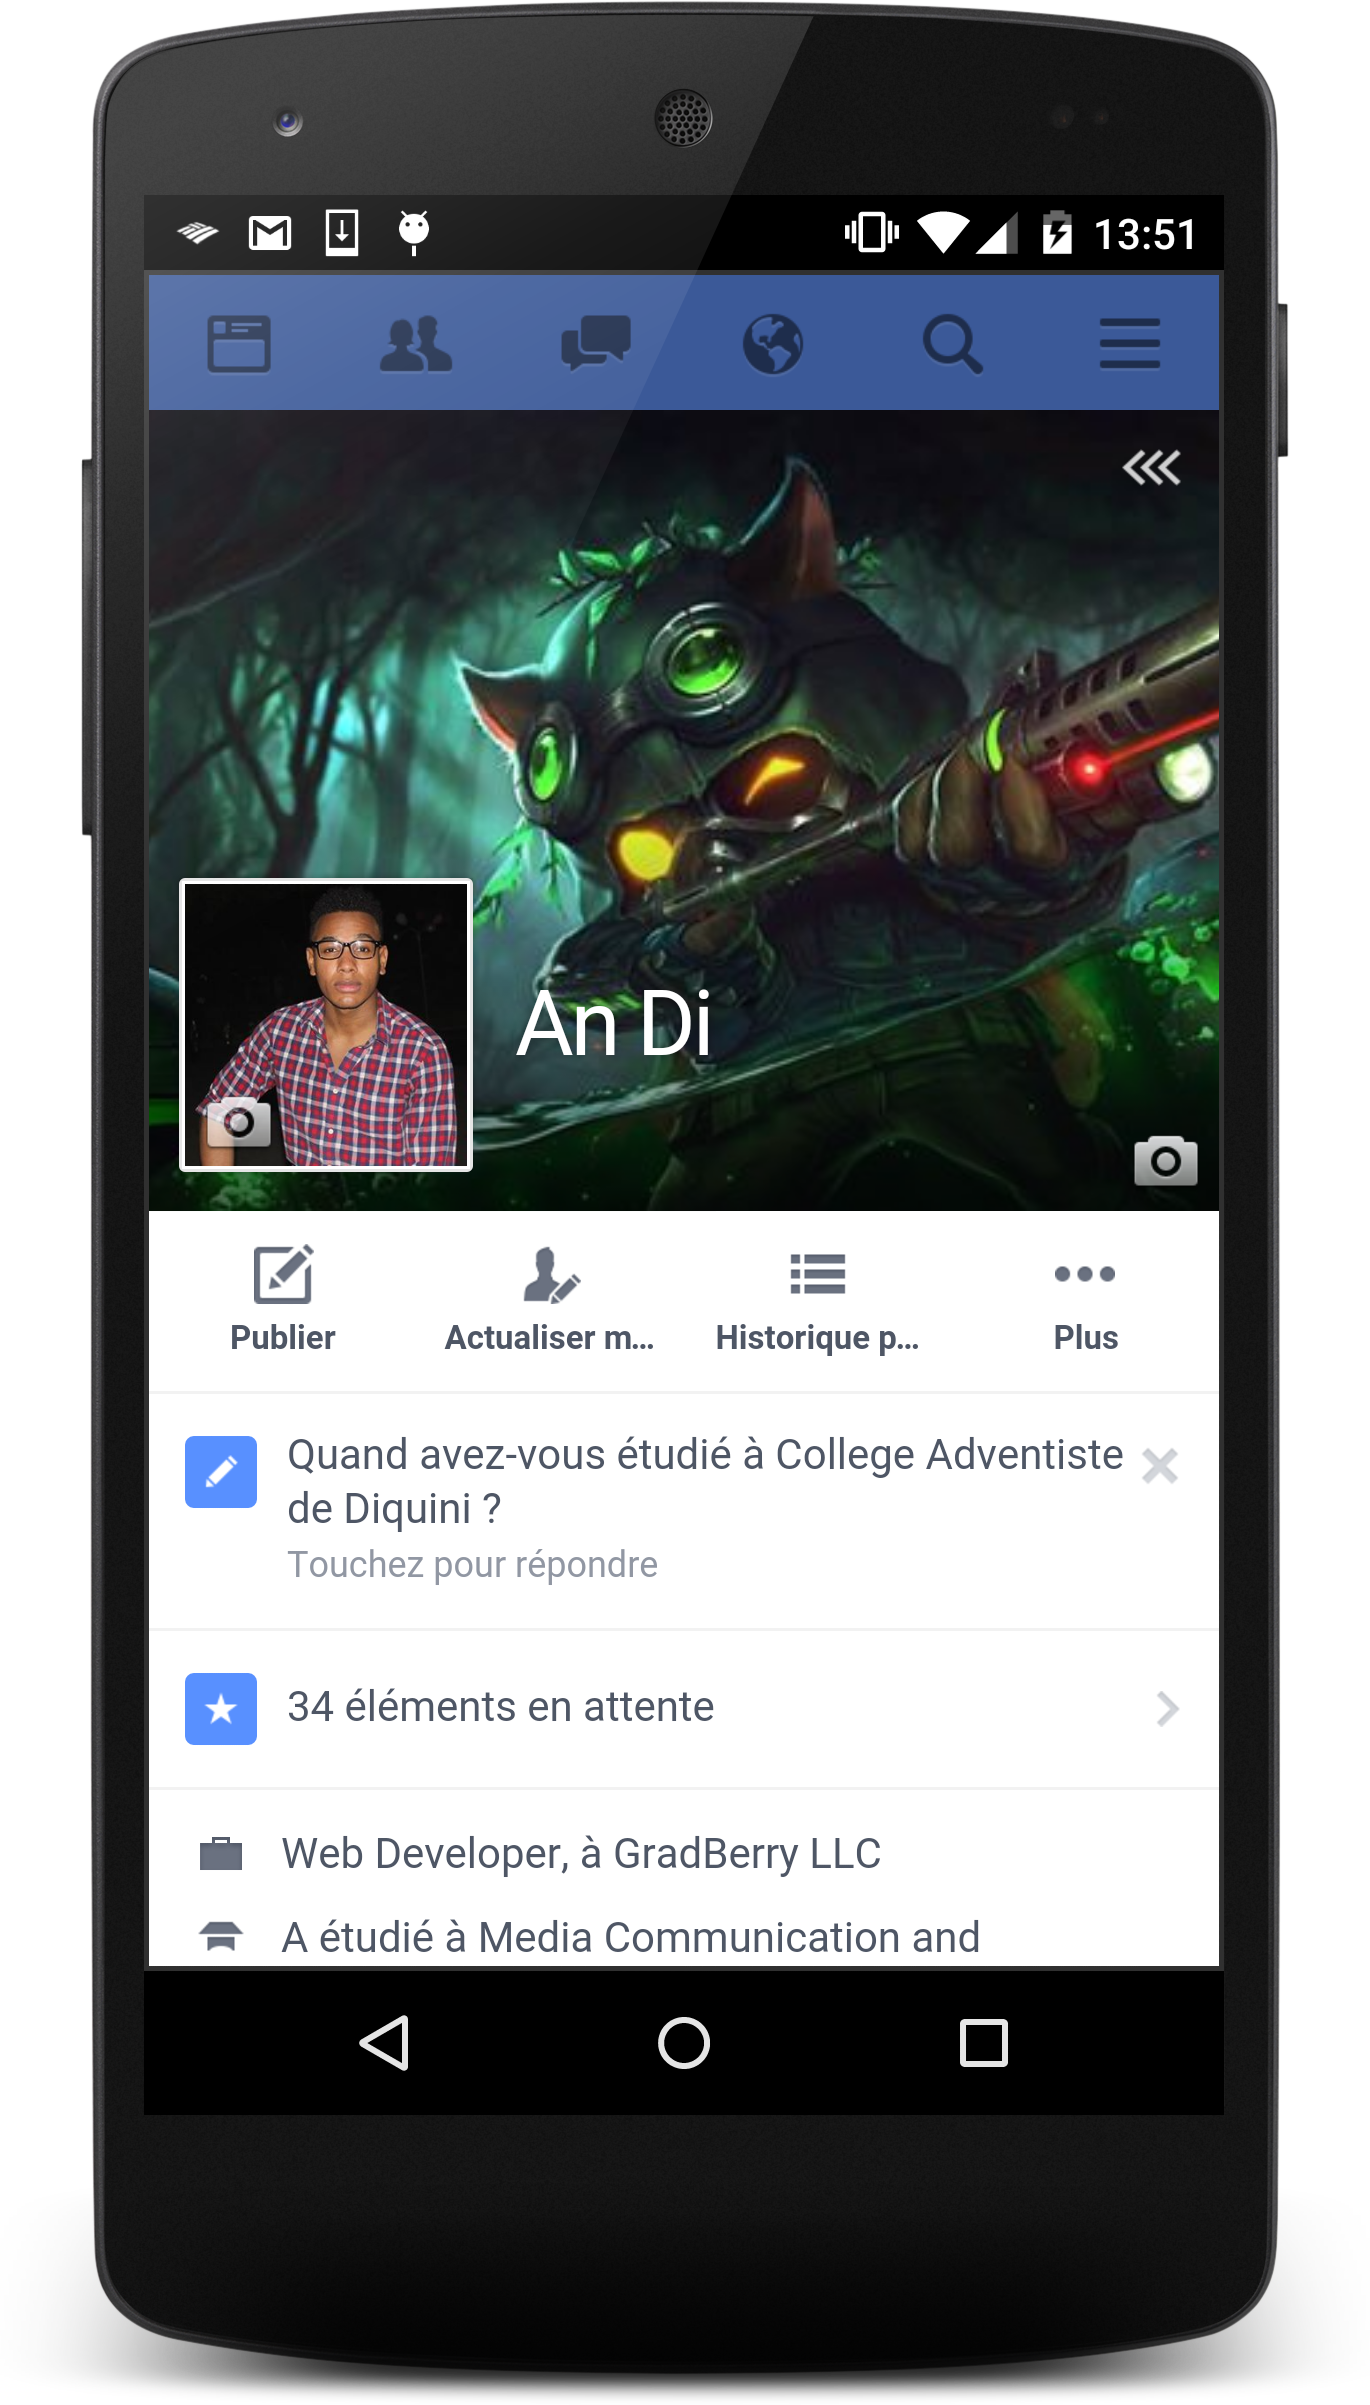 13:51
An Di
Publier
Actualiser m...
Historique p...
Plus
Quand avez-vous étudié à College Adventiste
de Diquini ?
Touchez pour répondre
34 éléments en attente
Web Developer, à GradBerry LLC
A étudié à Media Communication and